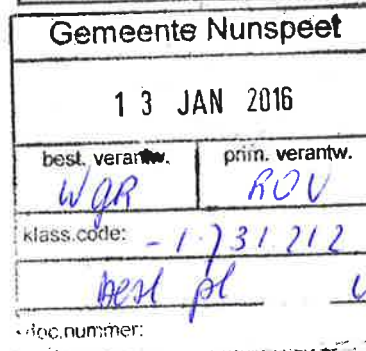 Gemeente Nunspeet
13 JAN 2016
best. verantw. prim. verantw.
WGR ROV
klass.code: -1.731.212
best pl
doc.nummer: